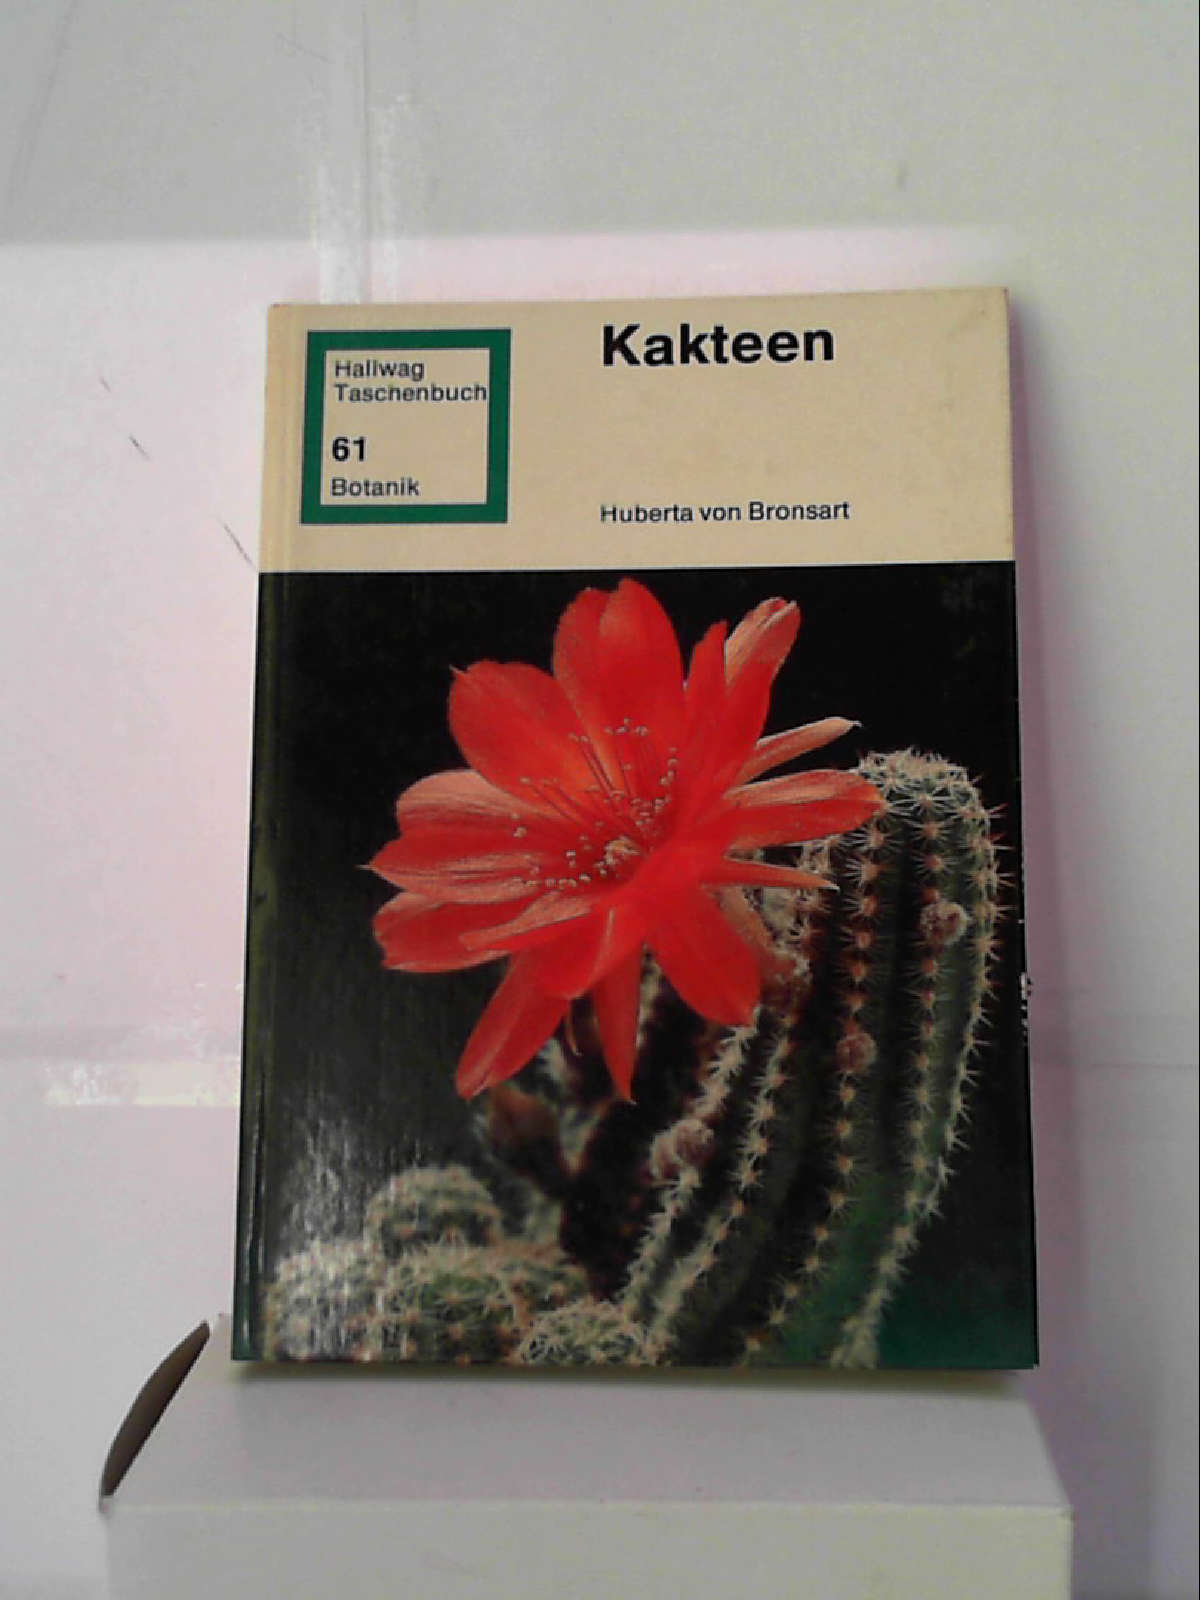 Hallwag
Taschenbuch
61
Botanik
Kakteen
Huberta von Bronsart